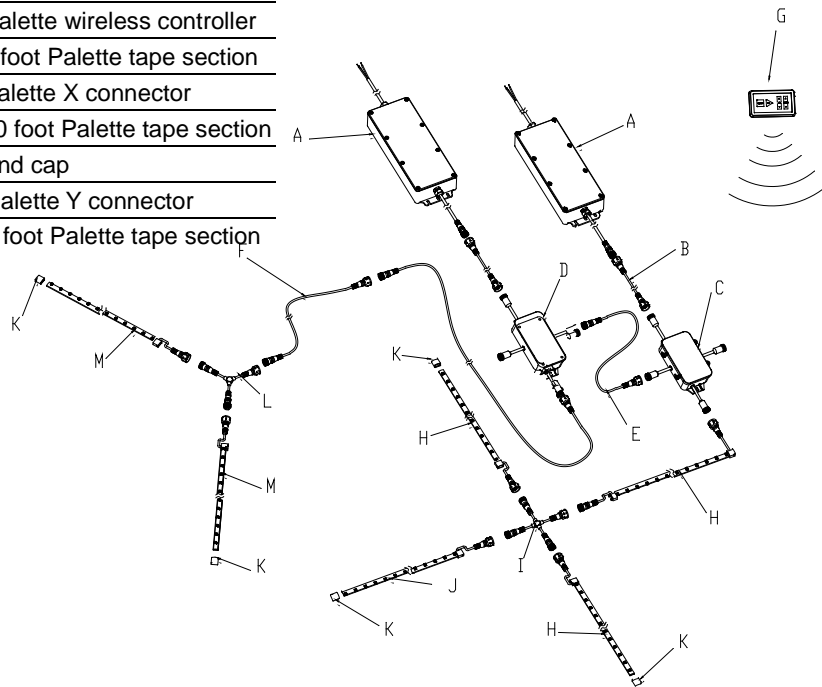 alette wireless controller
foot Palette tape section
alette X connector
0 foot Palette tape section
nd cap
alette Y connector
foot Palette tape section
G
A
A
F
D
B
C
K
M
K
L
H
E
M
H
K
I
J
K
H
K